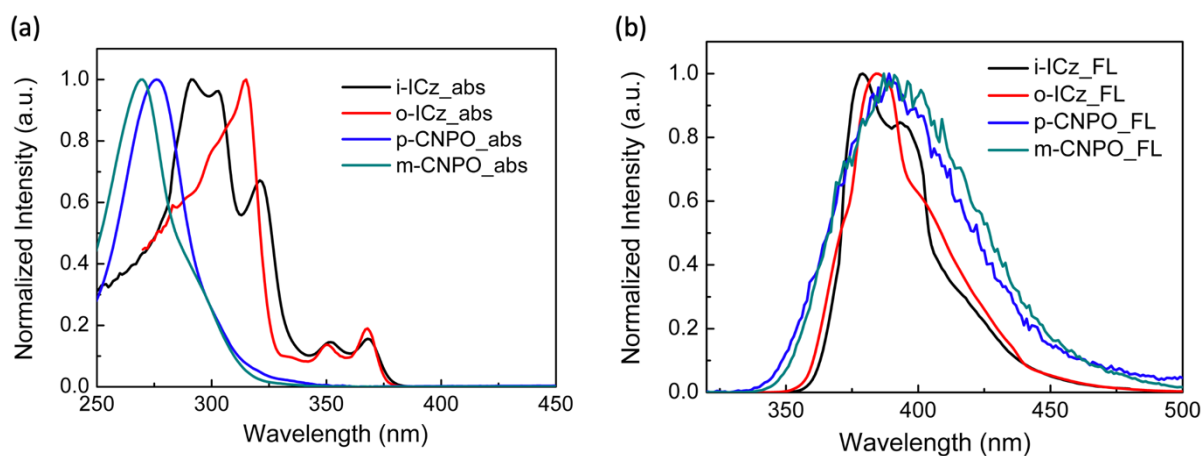 (a)
Normalized Intensity (a.u.)
1.0
0.8
0.6
0.4
0.2
0.0
i-ICz_abs
o-ICz_abs
p-CNPO_abs
m-CNPO_abs
250 300 350 400 450
Wavelength (nm)
(b)
Normalized Intensity (a.u.)
1.0
0.8
0.6
0.4
0.2
0.0
i-ICz_FL
o-ICz_FL
p-CNPO_FL
m-CNPO_FL
350 400 450 500
Wavelength (nm)